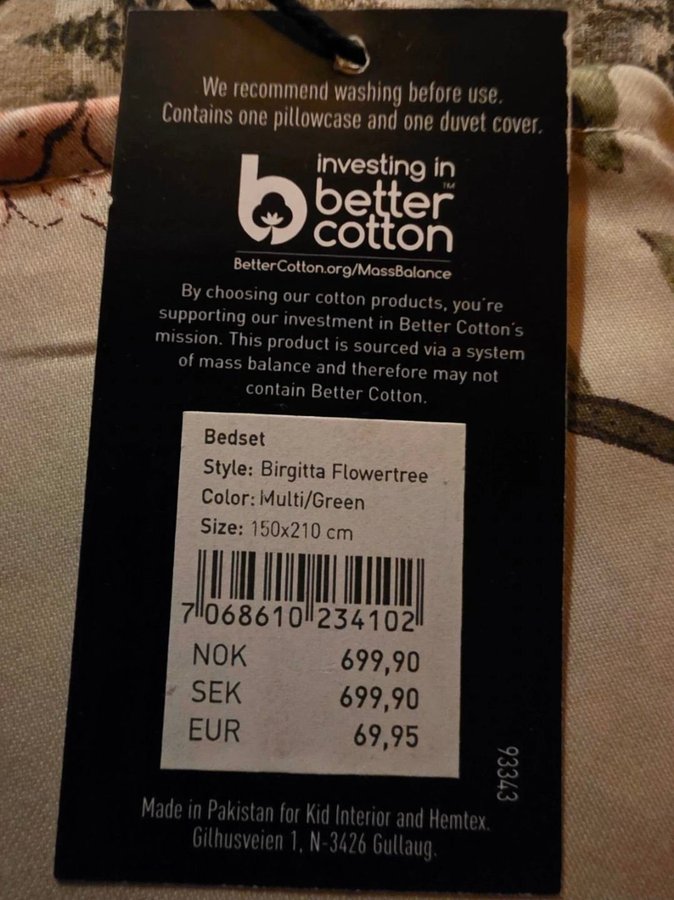 We recommend washing before use.
Contains one pillowcase and one duvet cover.
investing in
better™
cotton
BetterCotton.org/MassBalance
By choosing our cotton products, you're
supporting our investment in Better Cotton's
mission. This product is sourced via a system
of mass balance and therefore may not
contain Better Cotton.
Bedset
Style: Birgitta Flowertree
Color: Multi/Green
Size: 150x210 cm
7 068610 234102
NOK 699,90
SEK 699,90
EUR 69,95
93343
Made in Pakistan for Kid Interior and Hemtex.
Gilhusveien 1, N-3426 Gullaug.